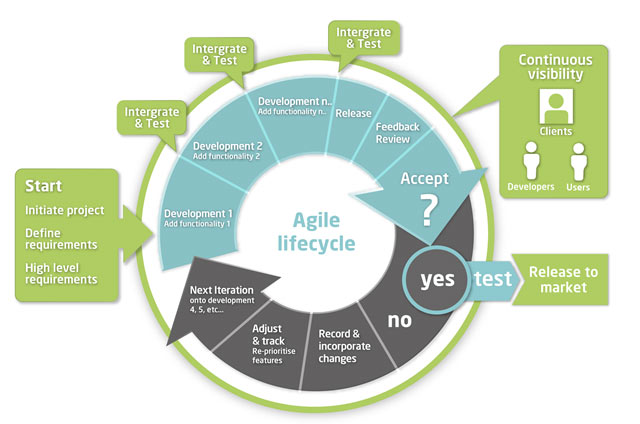 Intergrate
& Test
Intergrate
& Test
Intergrate
& Test
Continuous
visibility
Clients
Developers
Users
Start
Initiate project
Define
requirements
High level
requirements
Development 1
Add functionality 1
Development 2
Add functionality 2
Development n..
Add functionality n..
Release
Feedback
Review
Accept
?
Agile
lifecycle
yes
test
Release to
market
no
Record &
incorporate
changes
Adjust
& track
Re-prioritise
features
Next Iteration
onto development
4, 5, etc...